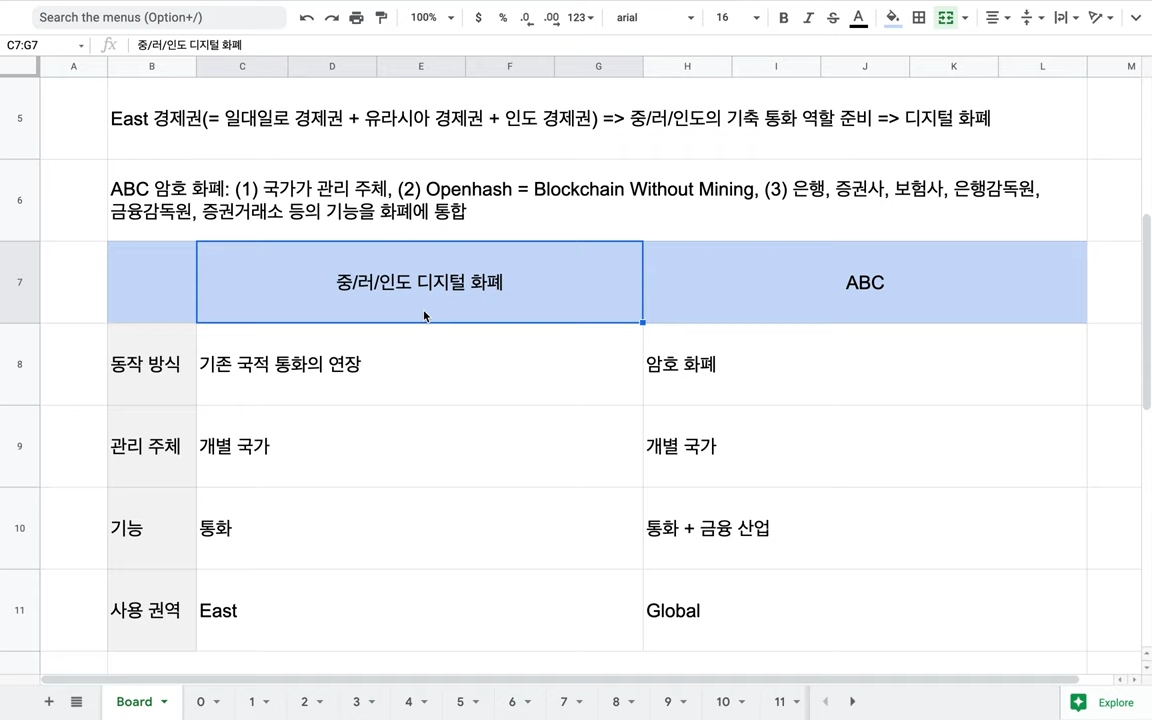 Search the menus (Option+/)
100%
$ % .0 .00 123
arial
16
B I S A
C7:G7
fx 중/러/인도 디지털 화폐
A B C D E F G H I J K L M
5
East 경제권(= 일대일로 경제권 + 유라시아 경제권 + 인도 경제권) => 중/러/인도의 기축 통화 역할 준비 => 디지털 화폐
6
ABC 암호 화폐: (1) 국가가 관리 주체, (2) Openhash = Blockchain Without Mining, (3) 은행, 증권사, 보험사, 은행감독원,
금융감독원, 증권거래소 등의 기능을 화폐에 통합
7 중/러/인도 디지털 화폐 ABC
8 동작 방식 기존 국적 통화의 연장 암호 화폐
9 관리 주체 개별 국가 개별 국가
10 기능 통화 통화 + 금융 산업
11 사용 권역 East Global
Board 0 1 2 3 4 5 6 7 8 9 10 11
Explore